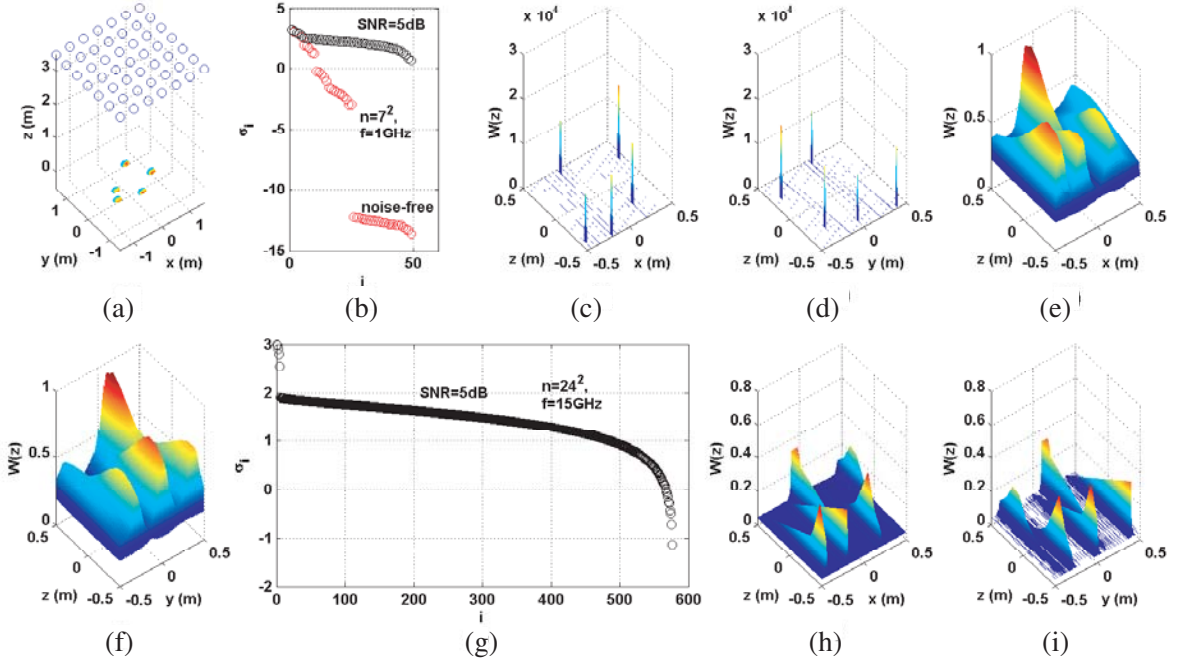 3
2
1
0
z (m)
1
0
-1
y (m)
-1
0
1
x (m)
(a)
5
0
-5
-10
-15
σi
0
50
i
SNR=5dB
n=7²,
f=1GHz
noise-free
(b)
x 10⁴
3
2
1
0
W(z)
0.5
0
-0.5
z (m)
-0.5
0
0.5
x (m)
(c)
x 10⁴
3
2
1
0
W(z)
0.5
0
-0.5
z (m)
-0.5
0
0.5
y (m)
(d)
1
0.5
0
W(z)
0.5
0
-0.5
z (m)
-0.5
0
0.5
x (m)
(e)
1
0.5
0
W(z)
0.5
0
-0.5
z (m)
-0.5
0
0.5
y (m)
(f)
3
2
1
0
-1
-2
σi
0
100
200
300
400
500
600
i
SNR=5dB
n=24²,
f=15GHz
(g)
0.8
0.6
0.4
0.2
0
W(z)
0.5
0
-0.5
z (m)
-0.5
0
0.5
x (m)
(h)
0.8
0.6
0.4
0.2
0
W(z)
0.5
0
-0.5
z (m)
-0.5
0
0.5
y (m)
(i)